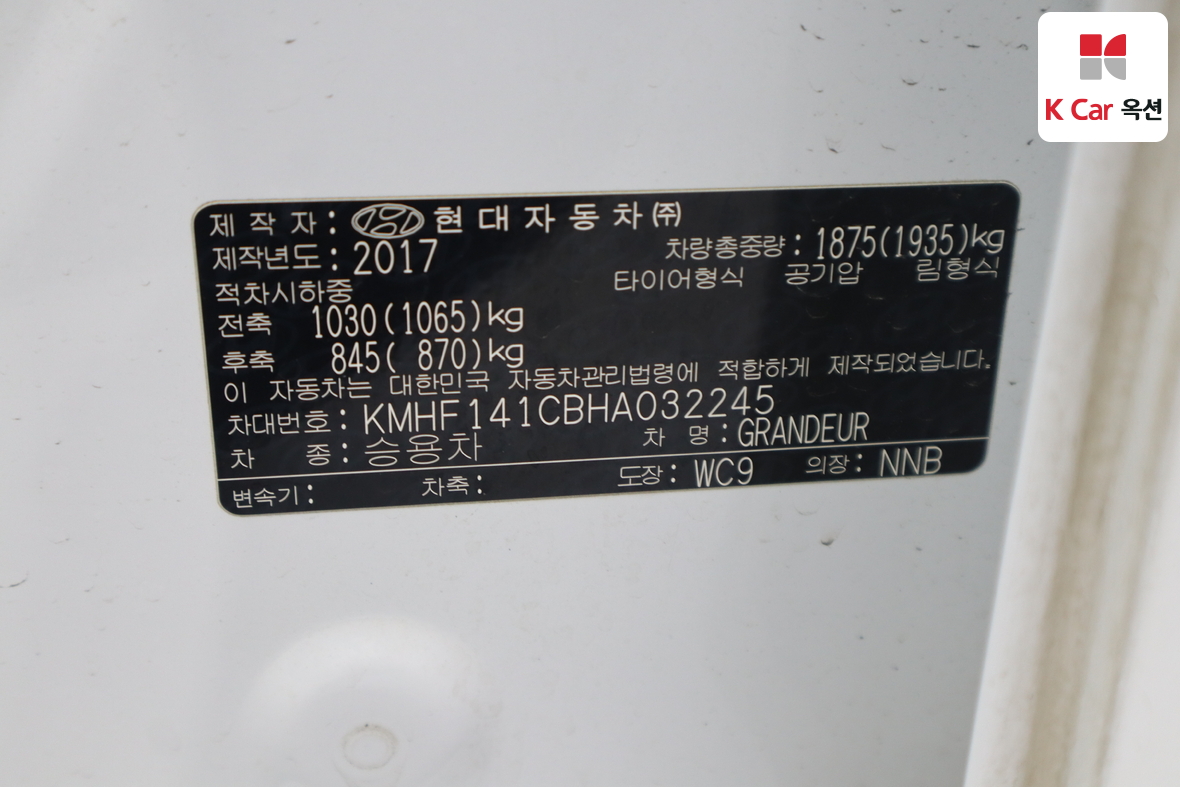 K Car 옥션
제 작 자 : 현대자동차㈜
제작년도 : 2017 차량총중량 : 1875(1935)kg
적차시하중 타이어형식 공기압 림형식
전축 1030(1065)kg
후축 845( 870)kg
이 자동차는 대한민국 자동차관리법령에 적합하게 제작되었습니다.
차대번호 : KMHF141CBHA032245
차 종 : 승용차 차 명 : GRANDEUR
변속기 : 차축 : 도장 : WC9 의장 : NNB